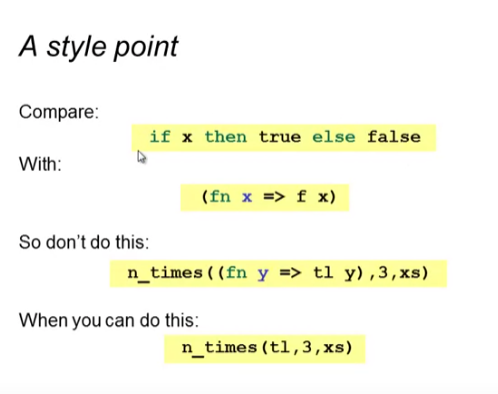 A style point
Compare:
if x then true else false
With:
(fn x => f x)
So don't do this:
n_times((fn y => tl y),3,xs)
When you can do this:
n_times(tl,3,xs)